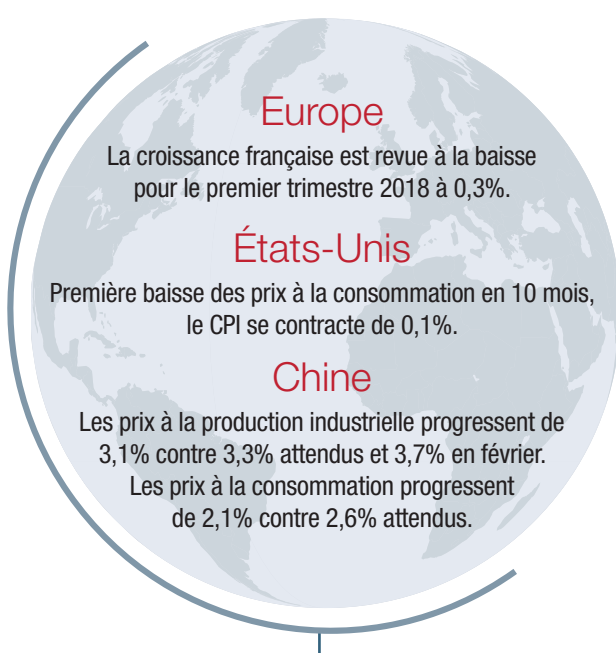 Europe
La croissance française est revue à la baisse
pour le premier trimestre 2018 à 0,3%.
États-Unis
Première baisse des prix à la consommation en 10 mois,
le CPI se contracte de 0,1%.
Chine
Les prix à la production industrielle progressent de
3,1% contre 3,3% attendus et 3,7% en février.
Les prix à la consommation progressent
de 2,1% contre 2,6% attendus.